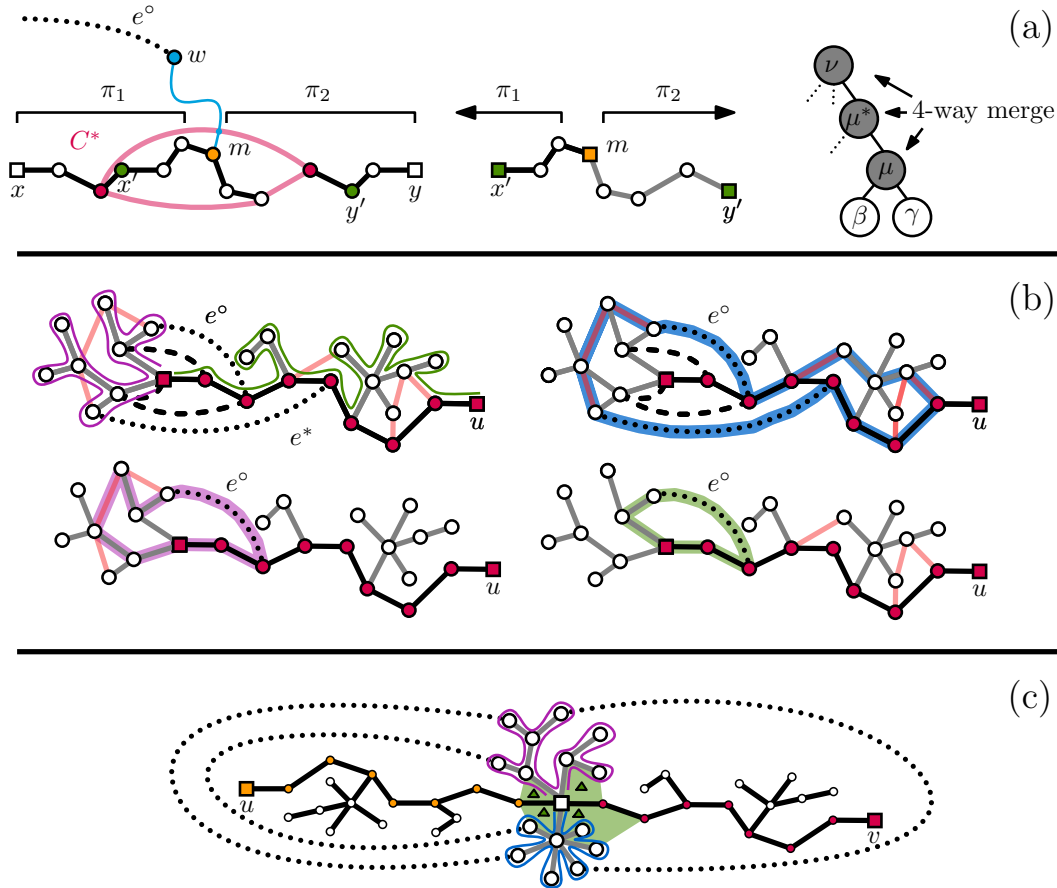 e° (a)
w ν
π₁ π₂ π₁ π₂
4-way merge
C* m m μ*
x x' y x' μ
y' y' β γ
(b)
e° e°
e* u u
e° e°
u u
(c)
u v